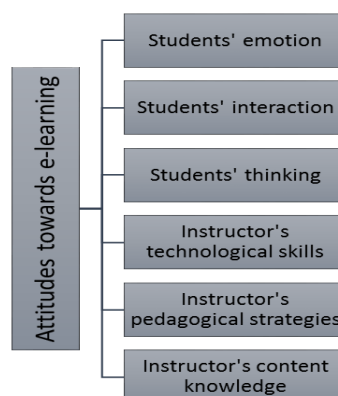 Attitudes towards e-learning
Students' emotion
Students' interaction
Students' thinking
Instructor's
technological skills
Instructor's
pedagogical strategies
Instructor's content
knowledge